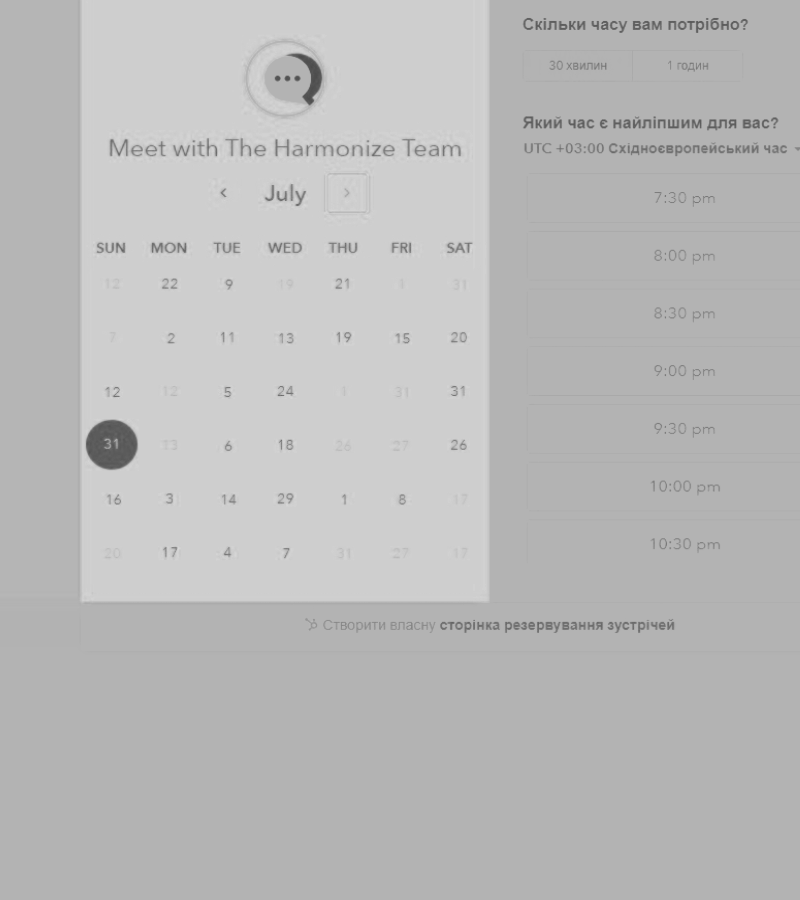 Meet with The Harmonize Team
July
SUN MON TUE WED THU FRI SAT
12 22 9 19 21 1 31
7 2 11 13 19 15 20
12 12 5 24 1 31 31
31 13 6 18 26 27 26
16 3 14 29 1 8 17
20 17 4 7 31 27 17
Скільки часу вам потрібно?
30 хвилин 1 годин
Який час є найліпшим для вас?
UTC +03:00 Східноєвропейський час
7:30 pm
8:00 pm
8:30 pm
9:00 pm
9:30 pm
10:00 pm
10:30 pm
Створити власну сторінка резервування зустрічей